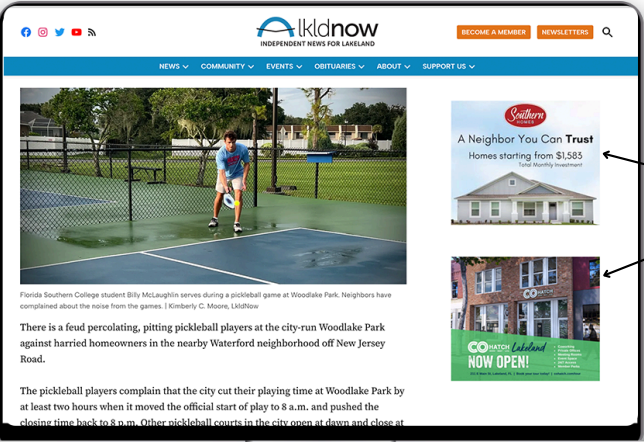 lkldnow
INDEPENDENT NEWS FOR LAKELAND
BECOME A MEMBER
NEWSLETTERS
NEWS
COMMUNITY
EVENTS
OBITUARIES
ABOUT
SUPPORT US
Southern
HOMES
A Neighbor You Can Trust
Homes starting from $1,583
Total Monthly Investment
Florida Southern College student Billy McLaughlin serves during a pickleball game at Woodlake Park. Neighbors have
complained about the noise from the games. | Kimberly C. Moore, LkldNow
There is a feud percolating, pitting pickleball players at the city-run Woodlake Park
against harried homeowners in the nearby Waterford neighborhood off New Jersey
Road.
The pickleball players complain that the city cut their playing time at Woodlake Park by
at least two hours when it moved the official start of play to 8 a.m. and pushed the
closing time back to 8 p.m. Other pickleball courts in the city open at dawn and close at
COHATCH
COHATCH Lakeland
NOW OPEN!